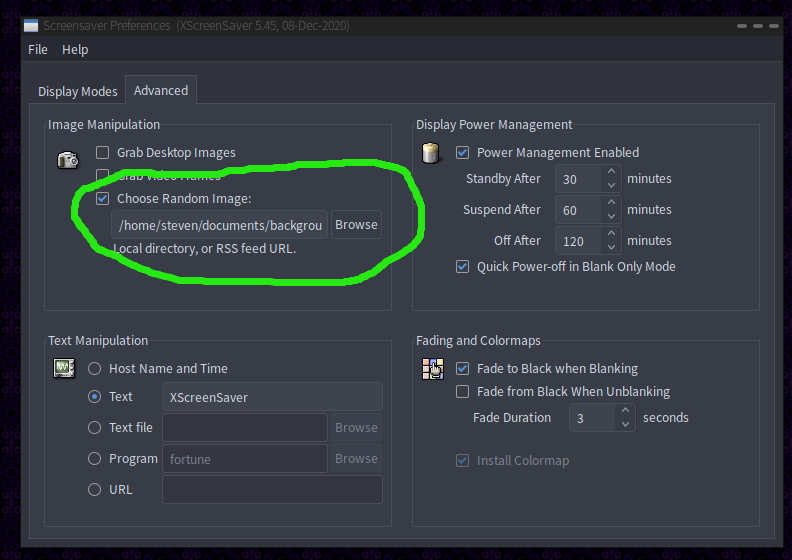 Screensaver Preferences (XScreenSaver 5.45, 08-Dec-2020)
File Help
Display Modes Advanced
Image Manipulation
Grab Desktop Images
Grab Video Frames
Choose Random Image:
/home/steven/documents/backgrou Browse
Local directory, or RSS feed URL.
Display Power Management
Power Management Enabled
Standby After 30 minutes
Suspend After 60 minutes
Off After 120 minutes
Quick Power-off in Blank Only Mode
Text Manipulation
Host Name and Time
Text XScreenSaver
Text file Browse
Program fortune Browse
URL
Fading and Colormaps
Fade to Black when Blanking
Fade from Black When Unblanking
Fade Duration 3 seconds
Install Colormap